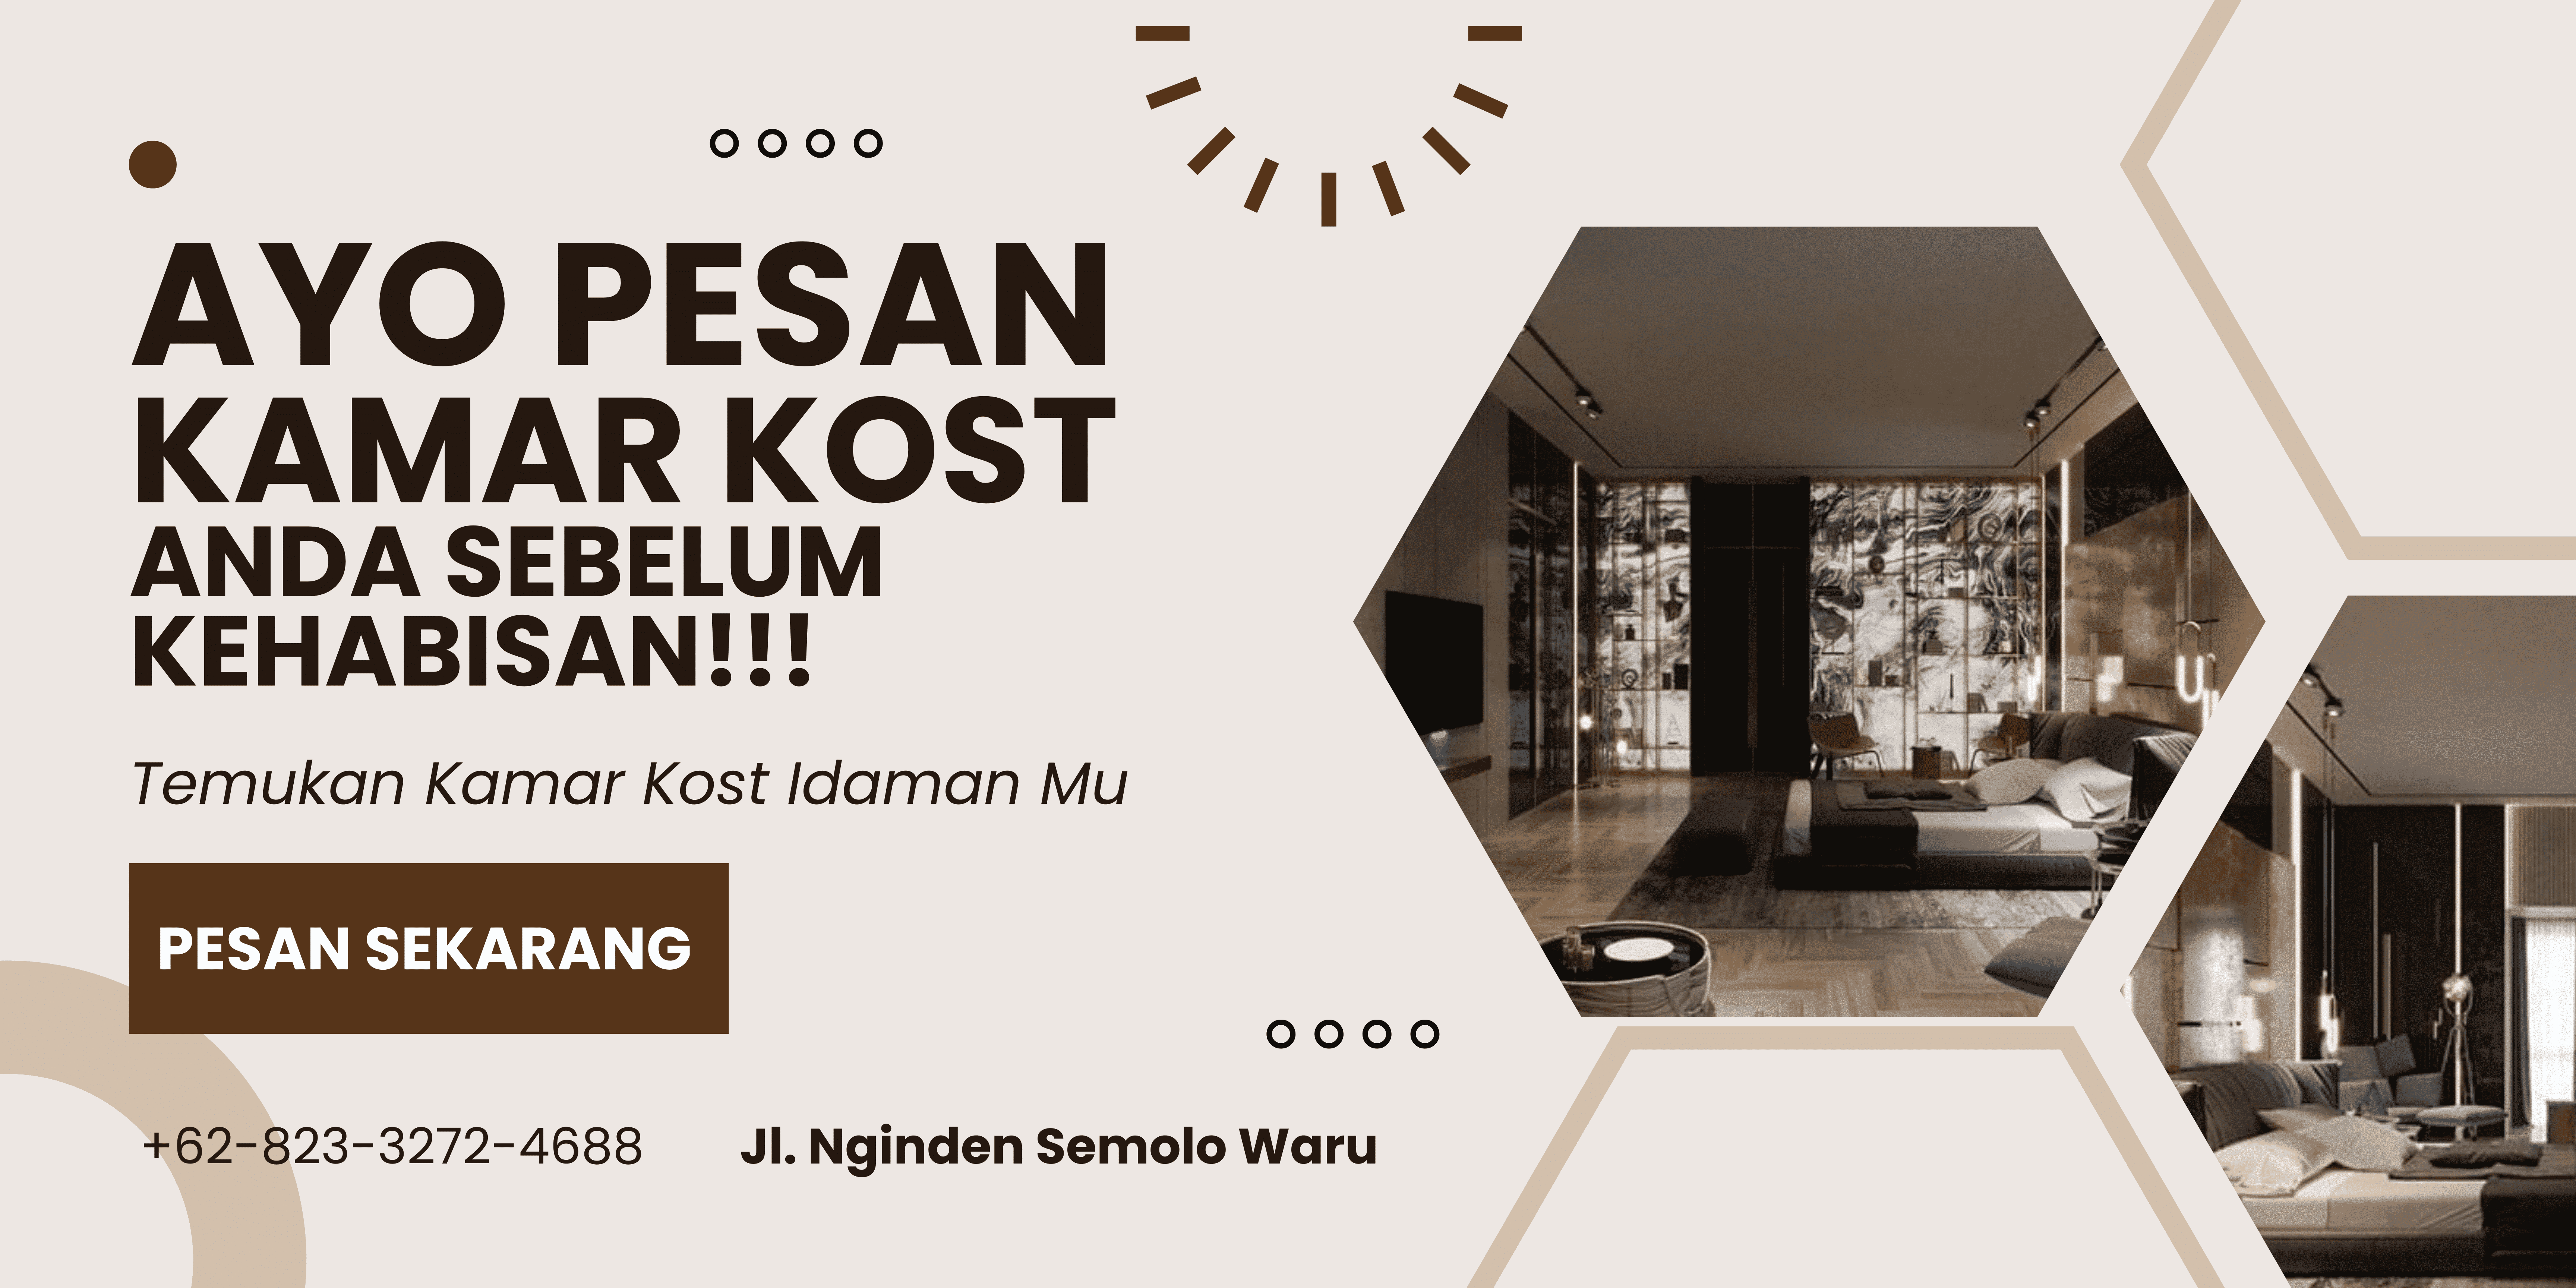 AYO PESAN
KAMAR KOST
ANDA SEBELUM
KEHABISAN!!!
Temukan Kamar Kost Idaman Mu
PESAN SEKARANG
+62-823-3272-4688
Jl. Nginden Semolo Waru